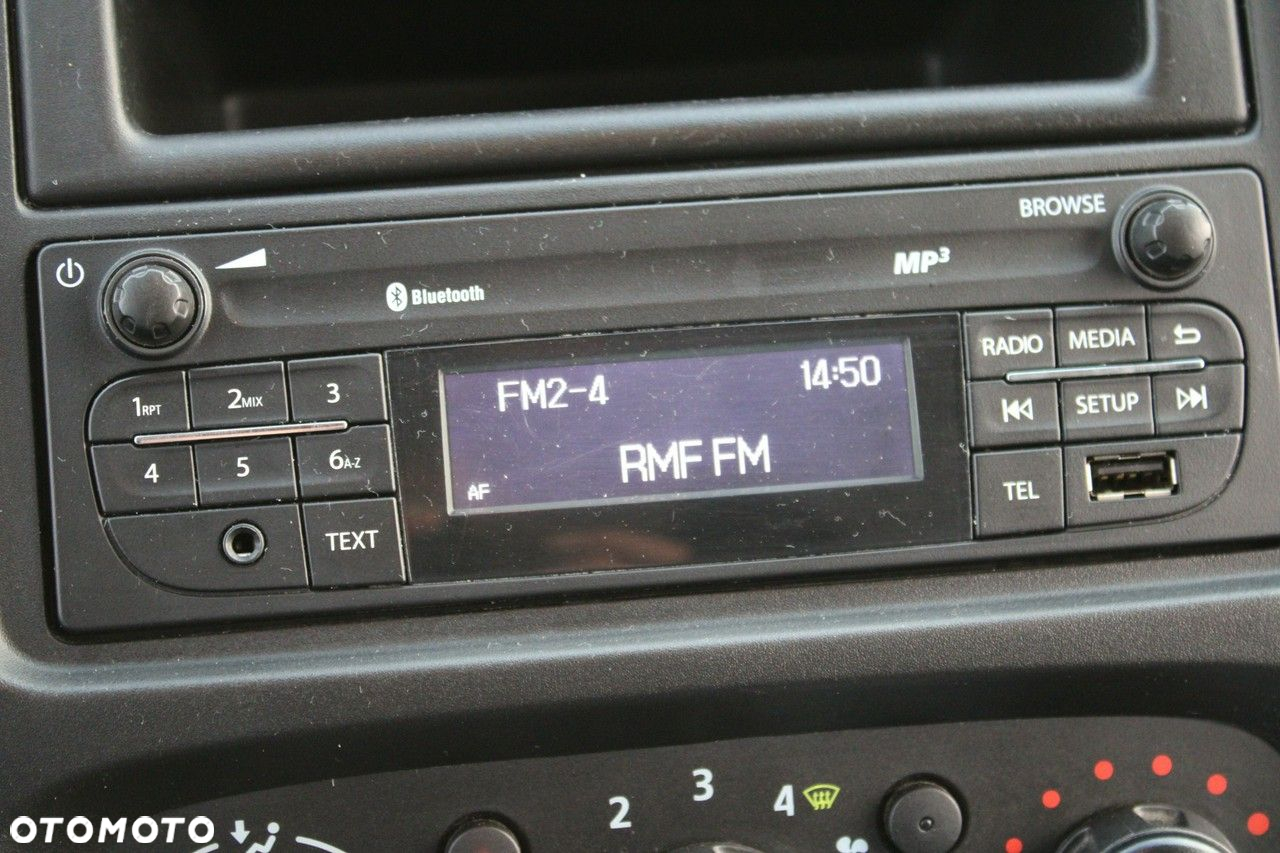 BROWSE
MP3
Bluetooth
1RPT 2MIX 3
4 5 6A-Z
TEXT
FM2-4 14:50
RMF FM
AF
RADIO MEDIA
SETUP
TEL
2 3 4
OTOMOTO